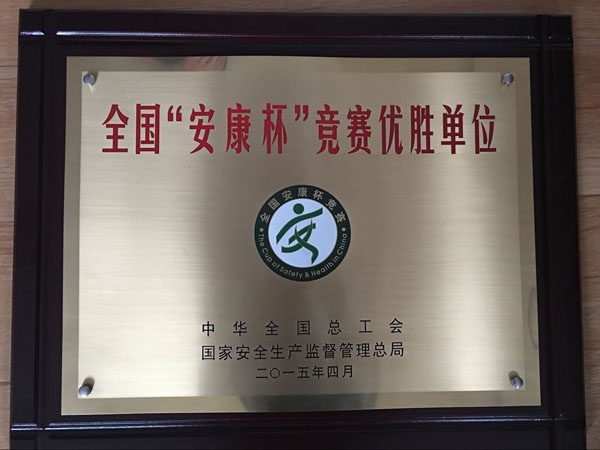 全国“安康杯”竞赛优胜单位
全国安康杯竞赛
The Cup of Safety & Health in China
中华全国总工会
国家安全生产监督管理总局
二〇一五年四月